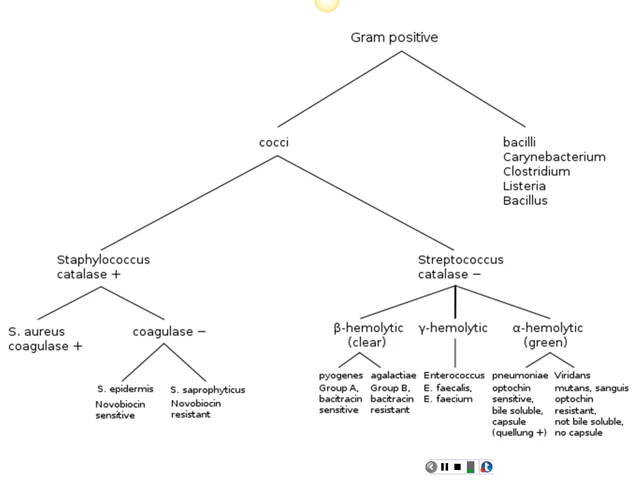 Gram positive
cocci
bacilli
Carynebacterium
Clostridium
Listeria
Bacillus
Staphylococcus
catalase +
Streptococcus
catalase −
S. aureus
coagulase +
coagulase −
β-hemolytic
(clear)
γ-hemolytic
α-hemolytic
(green)
S. epidermis
Novobiocin
sensitive
S. saprophyticus
Novobiocin
resistant
pyogenes
Group A,
bacitracin
sensitive
agalactiae
Group B,
bacitracin
resistant
Enterococcus
E. faecalis,
E. faecium
pneumoniae
optochin
sensitive,
bile soluble,
capsule
(quellung +)
Viridans
mutans, sanguis
optochin
resistant,
not bile soluble,
no capsule